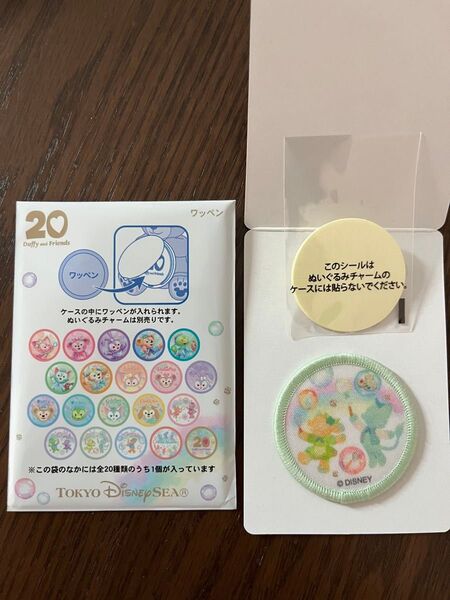 20
Duffy and Friends
ワッペン
ワッペン
ケースの中にワッペンが入れられます。
ぬいぐるみチャームは別売りです。
20
※この袋のなかには全20種類のうち1個が入っています
TOKYO DISNEYSEA®
このシールは
ぬいぐるみチャームの
ケースには貼らないでください。
© DISNEY